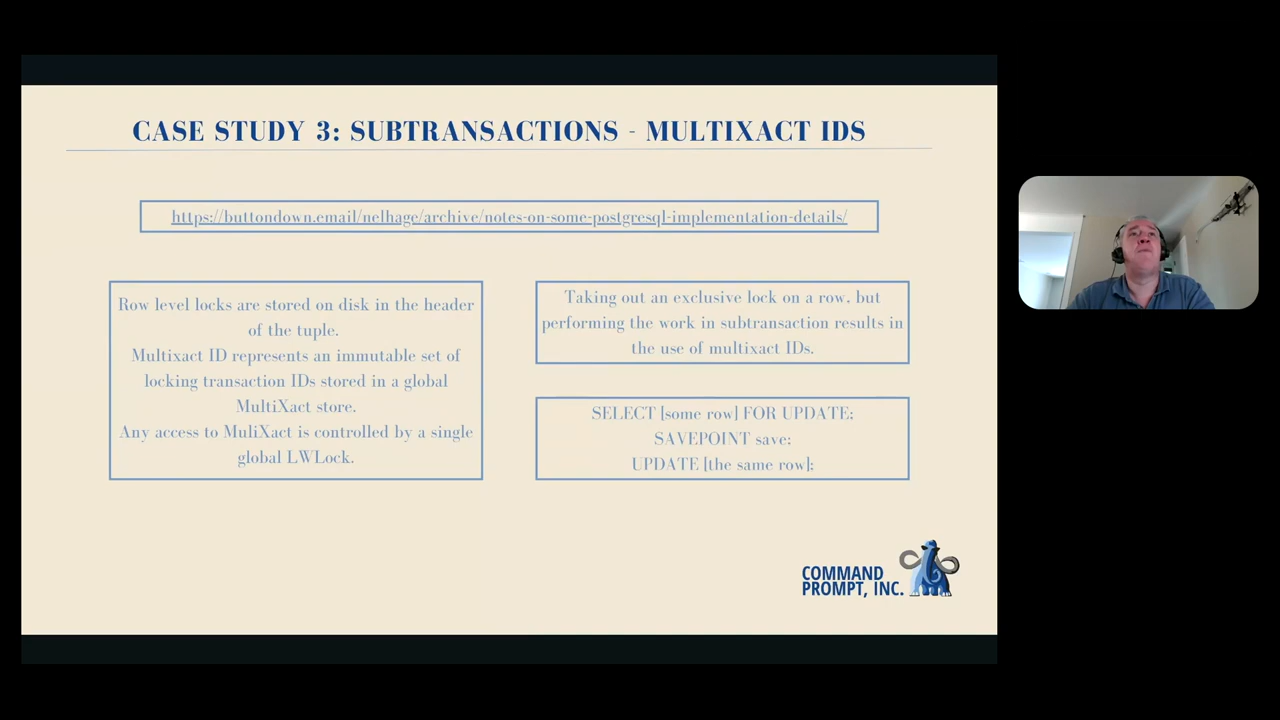 CASE STUDY 3: SUBTRANSACTIONS - MULTIXACT IDS
https://buttondown.email/nelhage/archive/notes-on-some-postgresql-implementation-details/
Row level locks are stored on disk in the header
of the tuple.
Multixact ID represents an immutable set of
locking transaction IDs stored in a global
MultiXact store.
Any access to MuliXact is controlled by a single
global LWLock.
Taking out an exclusive lock on a row, but
performing the work in subtransaction results in
the use of multixact IDs.
SELECT [some row] FOR UPDATE;
SAVEPOINT save;
UPDATE [the same row];
COMMAND
PROMPT, INC.